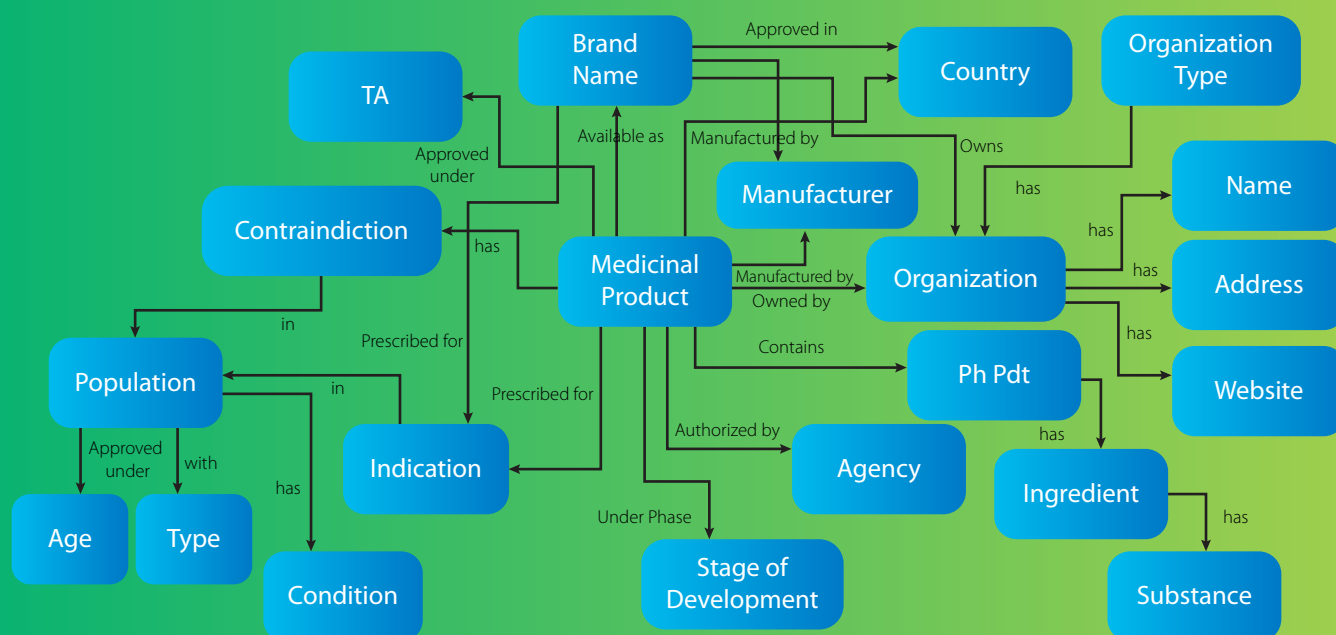 Brand
Name
Approved in
Country
Organization
Type
TA
Available as
Manufactured by
Owns
Approved
under
Manufacturer
has
Name
Contraindiction
has
has
Medicinal
Product
Manufactured by
Owned by
Organization
has
Address
in
Prescribed for
Contains
has
Population
in
Ph Pdt
Website
Prescribed for
Authorized by
has
Approved
under
with
Indication
Agency
Ingredient
has
Under Phase
has
Age
Type
Condition
Stage of
Development
Substance